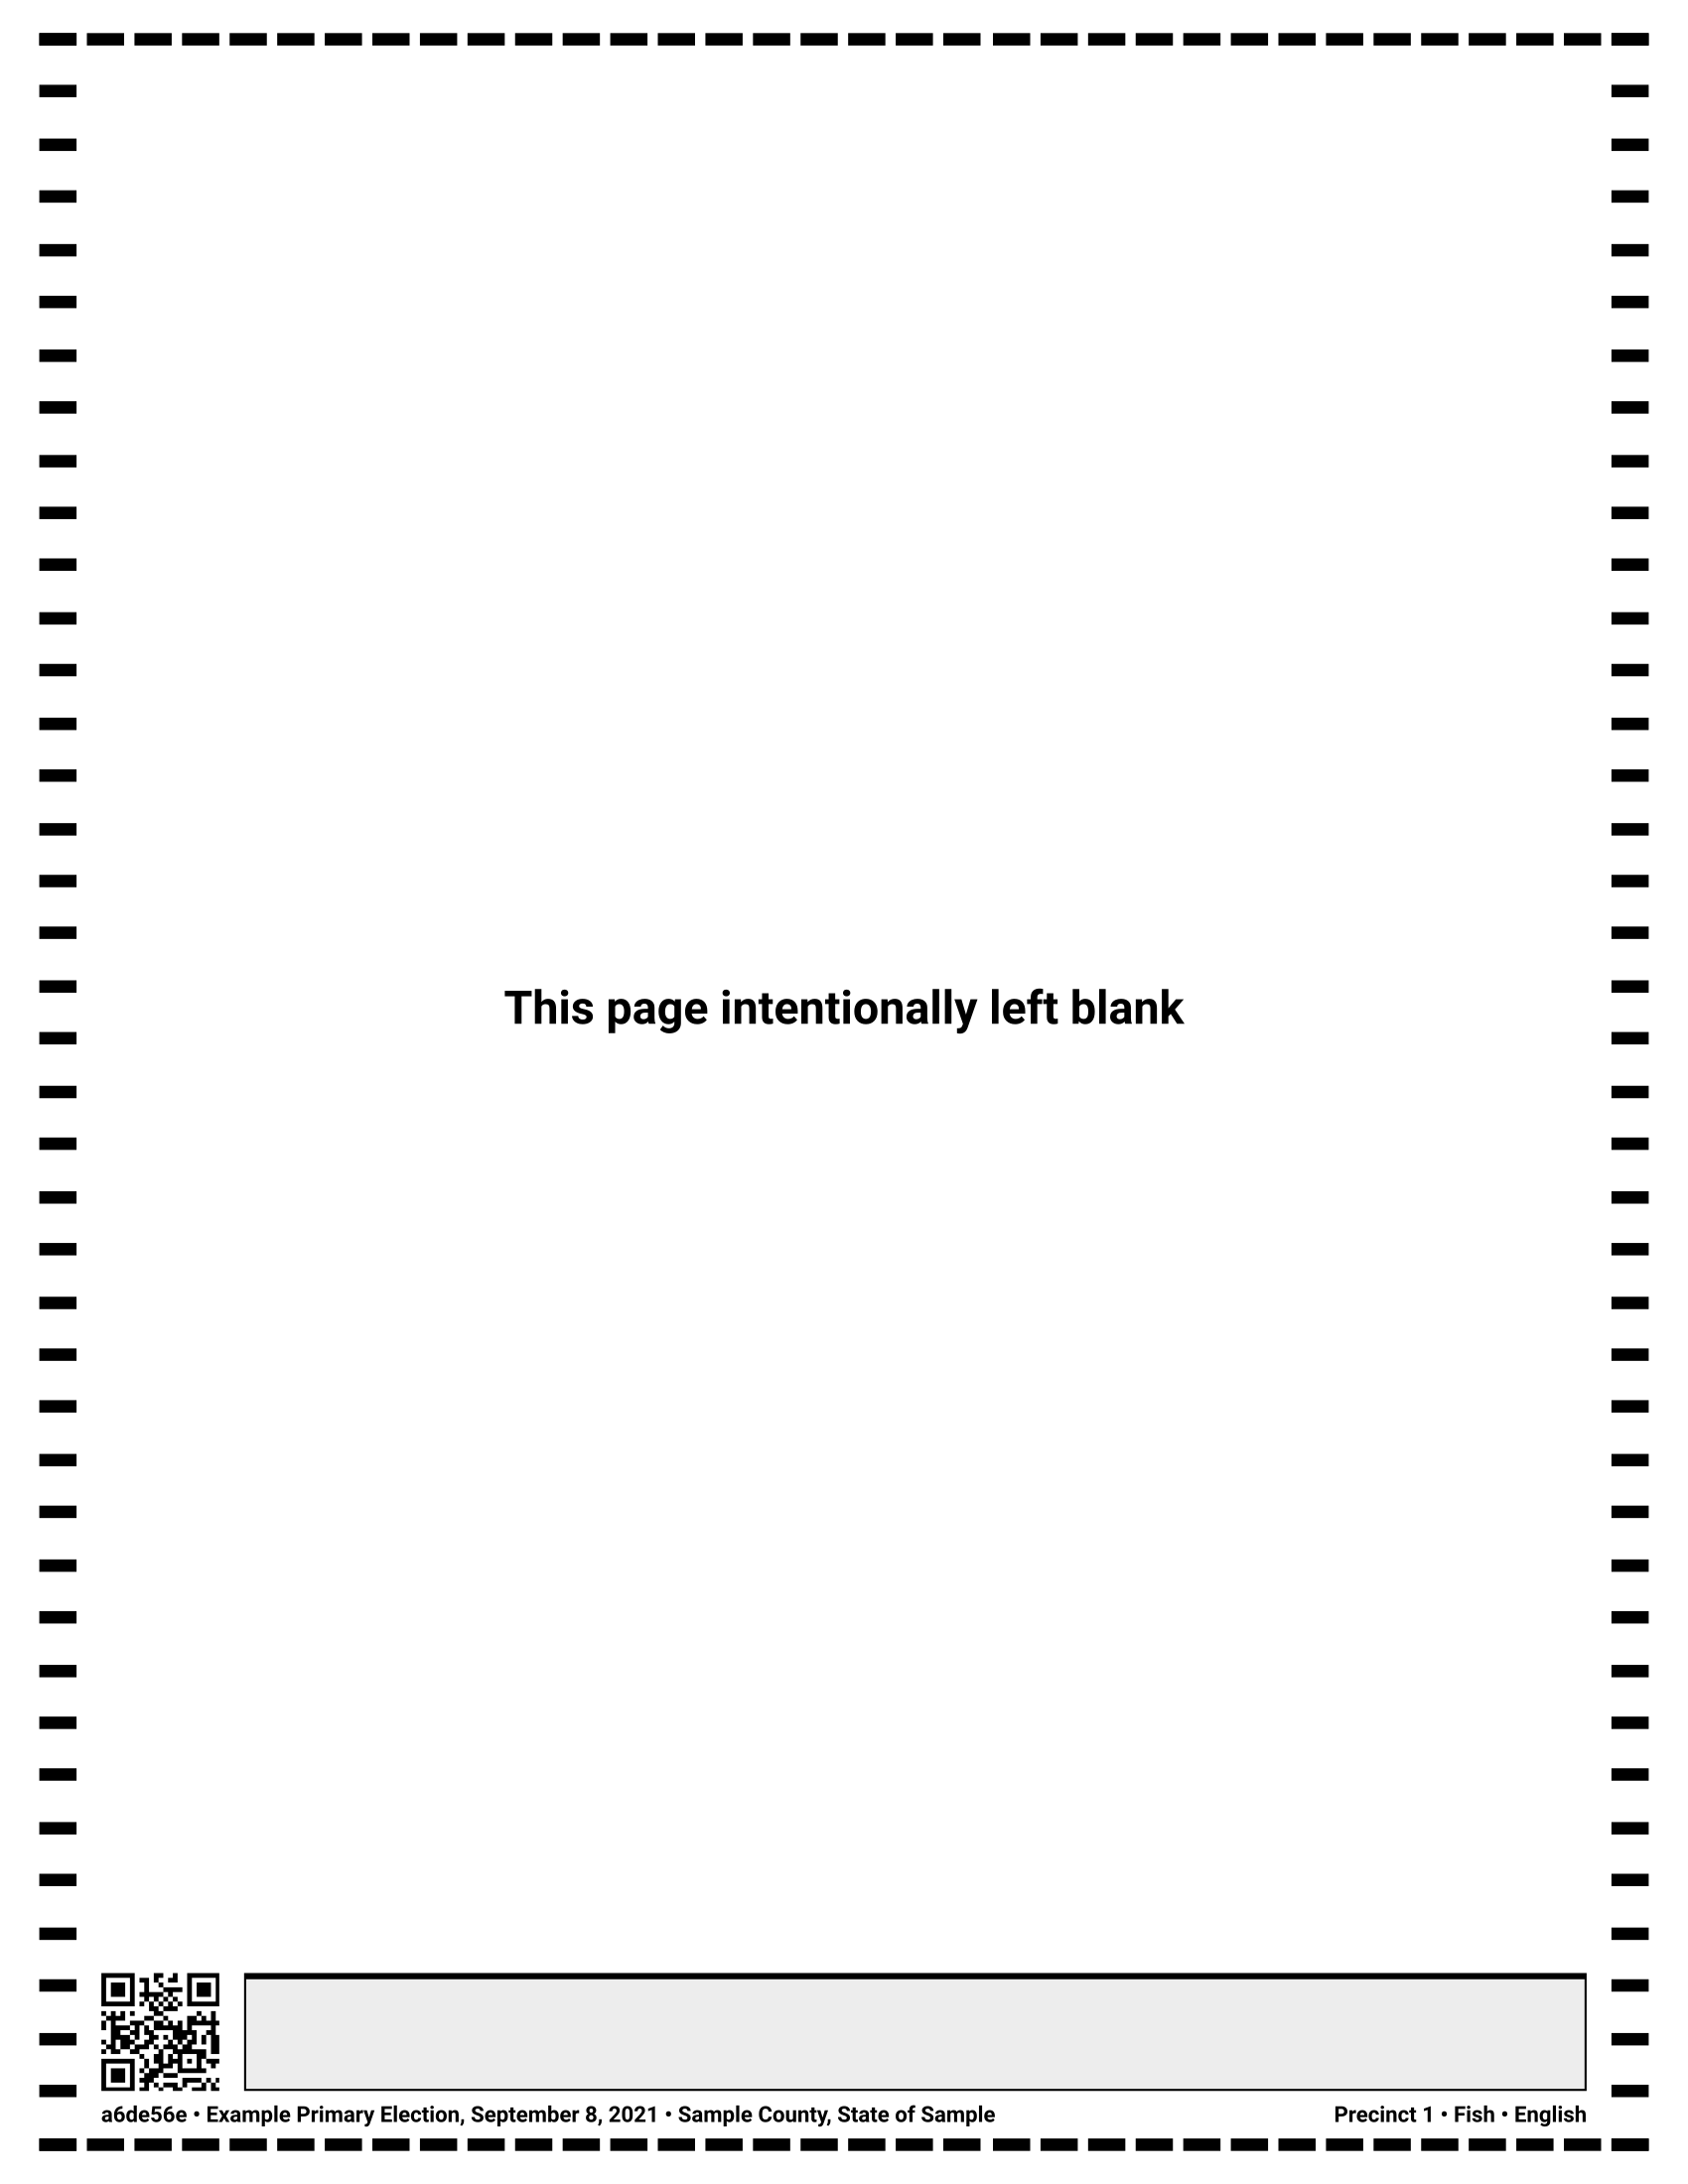 This page intentionally left blank
a6de56e • Example Primary Election, September 8, 2021 • Sample County, State of Sample
Precinct 1 • Fish • English